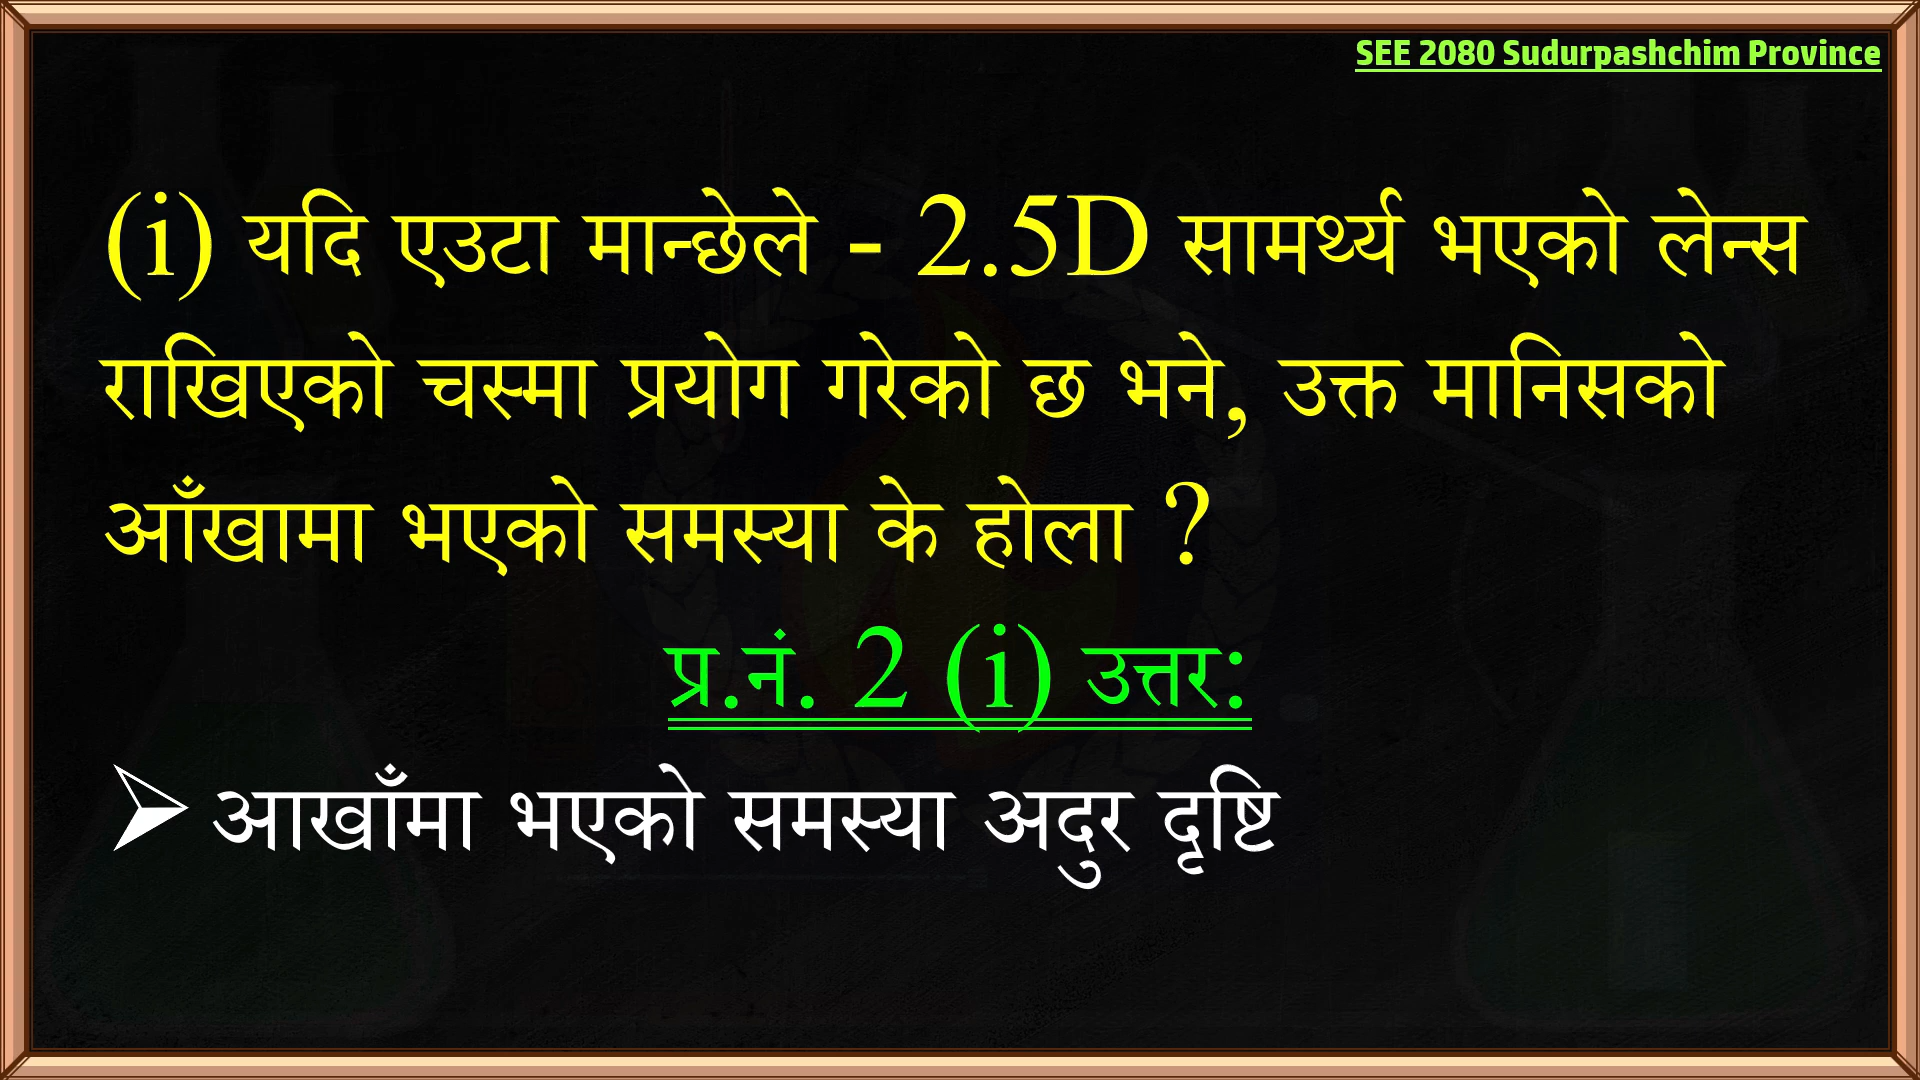 SEE 2080 Sudurpashchim Province
(i) यदि एउटा मान्छेले - 2.5D सामर्थ्य भएको लेन्स
राखिएको चस्मा प्रयोग गरेको छ भने, उक्त मानिसको
आँखामा भएको समस्या के होला ?
प्र.नं. 2 (i) उत्तर:
➢ आखाँमा भएको समस्या अदुर दृष्टि